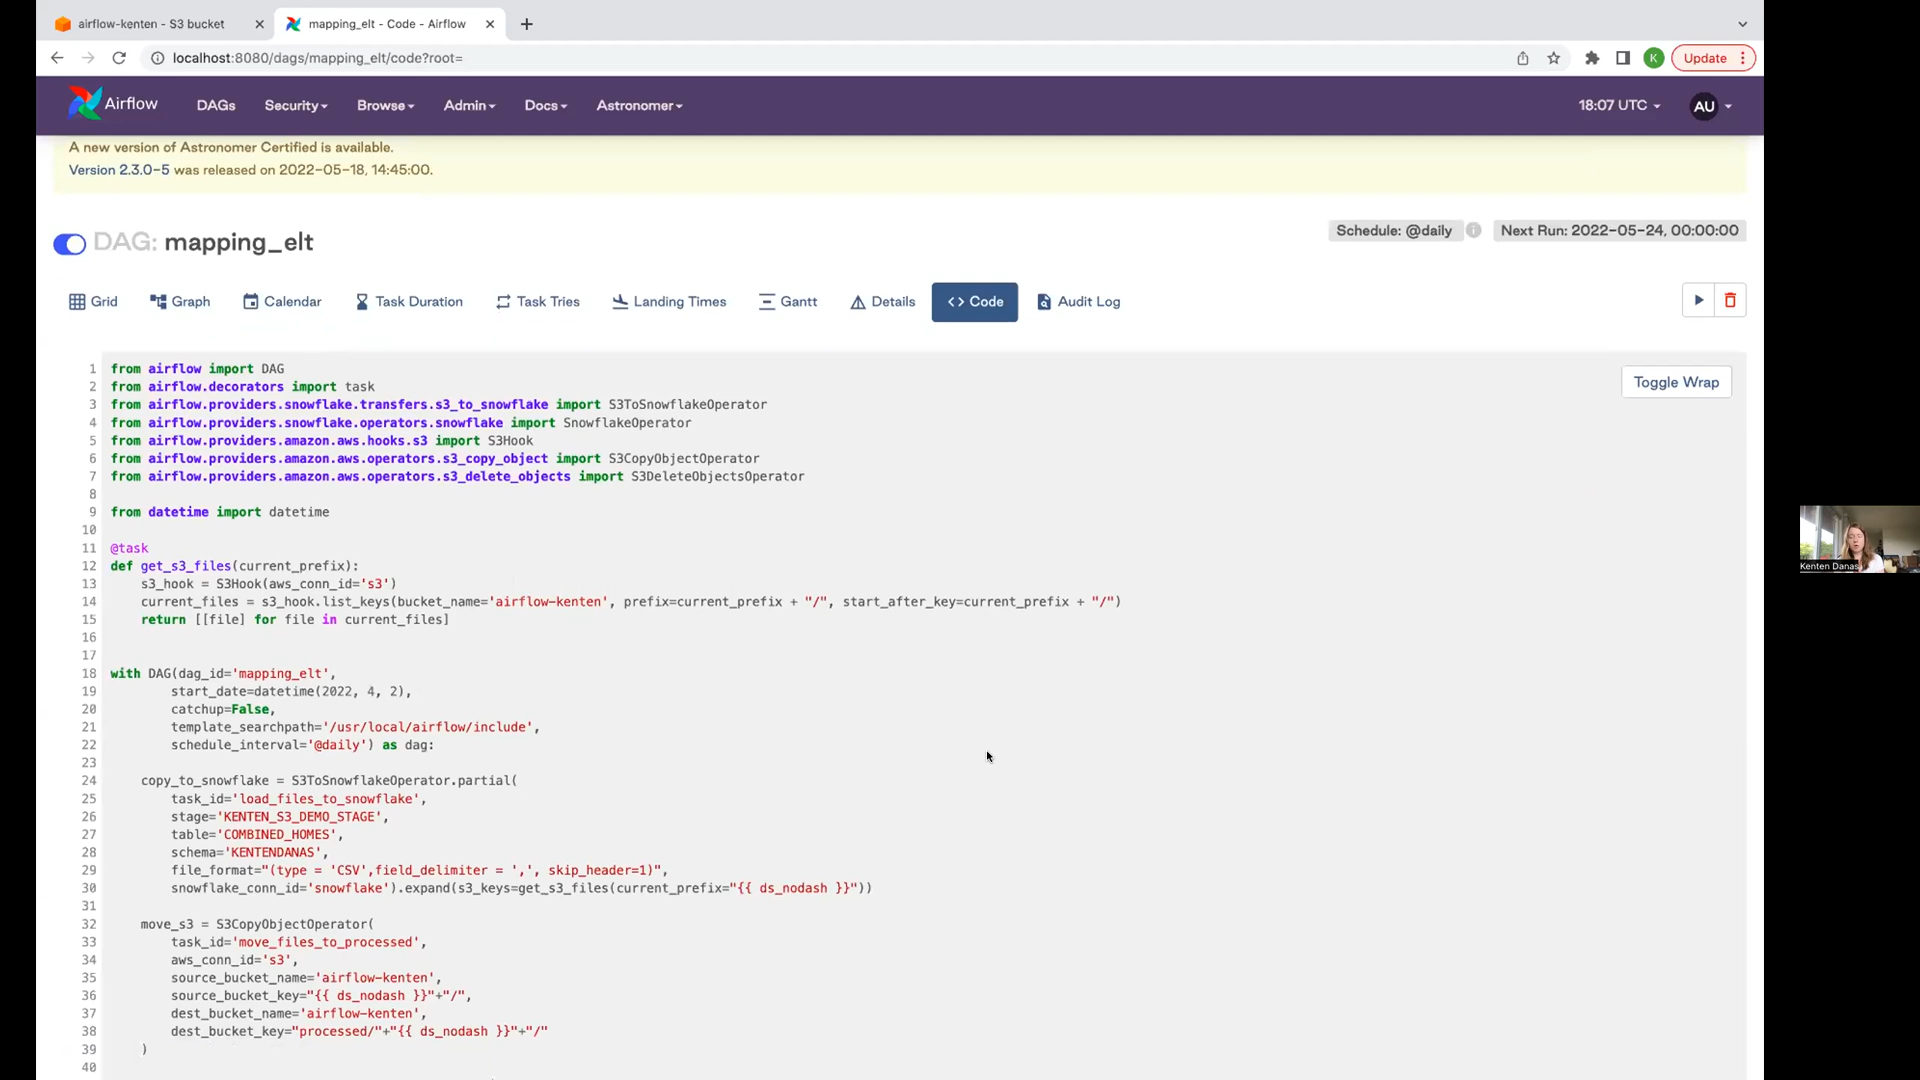 airflow-kenten - S3 bucket
mapping_elt - Code - Airflow
localhost:8080/dags/mapping_elt/code?root=
K
Update
Airflow
DAGs
Security
Browse
Admin
Docs
Astronomer
18:07 UTC
AU
A new version of Astronomer Certified is available.
Version 2.3.0-5 was released on 2022-05-18, 14:45:00.
DAG: mapping_elt
Schedule: @daily
Next Run: 2022-05-24, 00:00:00
Grid
Graph
Calendar
Task Duration
Task Tries
Landing Times
Gantt
Details
<> Code
Audit Log
Toggle Wrap
1 from airflow import DAG
2 from airflow.decorators import task
3 from airflow.providers.snowflake.transfers.s3_to_snowflake import S3ToSnowflakeOperator
4 from airflow.providers.snowflake.operators.snowflake import SnowflakeOperator
5 from airflow.providers.amazon.aws.hooks.s3 import S3Hook
6 from airflow.providers.amazon.aws.operators.s3_copy_object import S3CopyObjectOperator
7 from airflow.providers.amazon.aws.operators.s3_delete_objects import S3DeleteObjectsOperator
8
9 from datetime import datetime
10
11 @task
12 def get_s3_files(current_prefix):
13     s3_hook = S3Hook(aws_conn_id='s3')
14     current_files = s3_hook.list_keys(bucket_name='airflow-kenten', prefix=current_prefix + "/", start_after_key=current_prefix + "/")
15     return [[file] for file in current_files]
16
17
18 with DAG(dag_id='mapping_elt',
19         start_date=datetime(2022, 4, 2),
20         catchup=False,
21         template_searchpath='/usr/local/airflow/include',
22         schedule_interval='@daily') as dag:
23
24     copy_to_snowflake = S3ToSnowflakeOperator.partial(
25         task_id='load_files_to_snowflake',
26         stage='KENTEN_S3_DEMO_STAGE',
27         table='COMBINED_HOMES',
28         schema='KENTENDANAS',
29         file_format="(type = 'CSV',field_delimiter = ',', skip_header=1)",
30         snowflake_conn_id='snowflake').expand(s3_keys=get_s3_files(current_prefix="{{ ds_nodash }}"))
31
32     move_s3 = S3CopyObjectOperator(
33         task_id='move_files_to_processed',
34         aws_conn_id='s3',
35         source_bucket_name='airflow-kenten',
36         source_bucket_key="{{ ds_nodash }}"+"/",
37         dest_bucket_name='airflow-kenten',
38         dest_bucket_key="processed/"+"{{ ds_nodash }}"+"/"
39     )
40
Kenten Danas